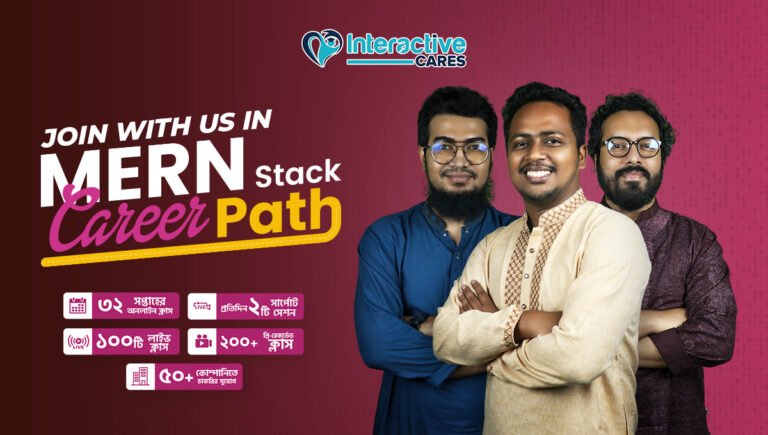 Interactive
CARES
JOIN WITH US IN
MERN Stack
Career Path
৩২ সপ্তাহের
অনলাইন ক্লাস
LIVE
প্রতিদিন ২টি সাপোর্ট
সেশন
LIVE
১০০টি লাইভ
ক্লাস
২০০+ প্রি-রেকর্ডেড
ক্লাস
৫০+ কোম্পানিতে
চাকরির সুযোগ